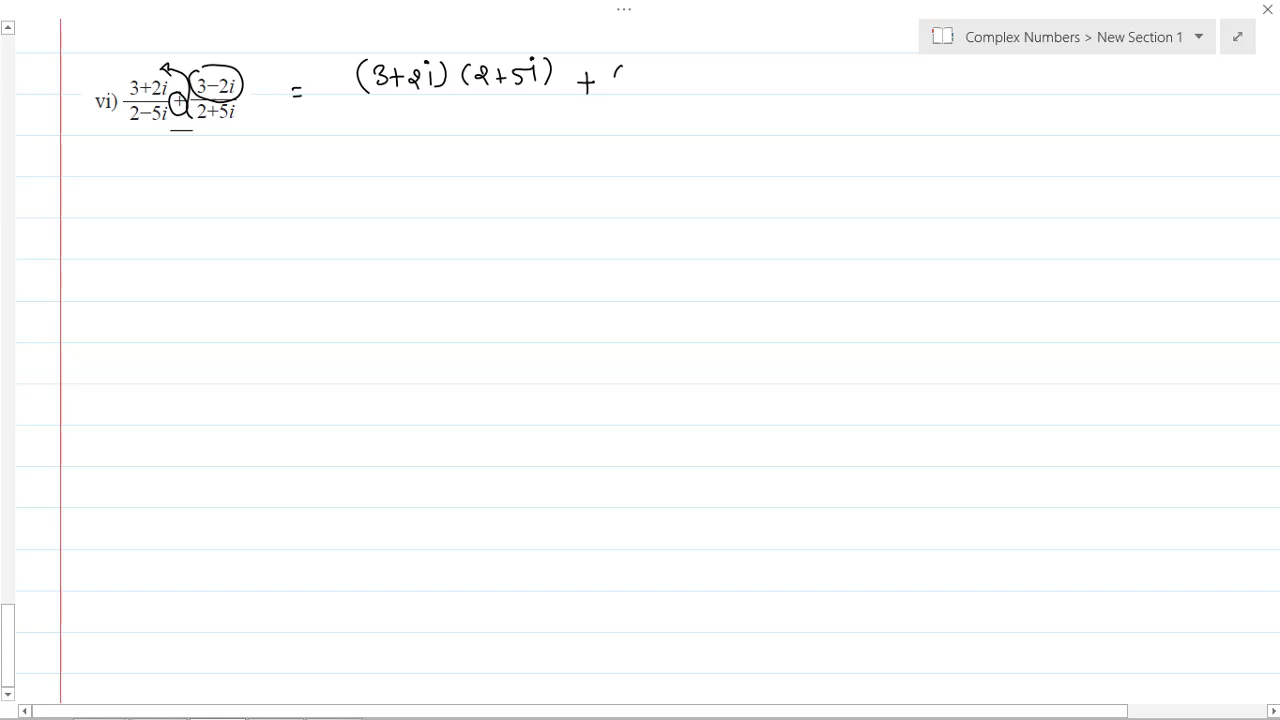 Complex Numbers > New Section 1
vi) (3+2i)/(2−5i) + (3−2i)/(2+5i) = (3+2i) (2+5i) + (